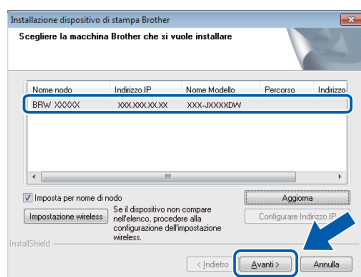 Installazione dispositivo di stampa Brother
Scegliere la macchina Brother che si vuole installare
Nome nodo Indirizzo IP Nome Modello Percorso Indirizzo
BRW XXXXX XXX.XXX.XX.XX XXX-JXXXXDW
Imposta per nome di nodo
Aggiorna
Impostazione wireless
Se il dispositivo non compare
nell'elenco, procedere alla
configurazione dell'impostazione
wireless.
Configurare Indirizzo IP
InstallShield
< Indietro Avanti > Annulla